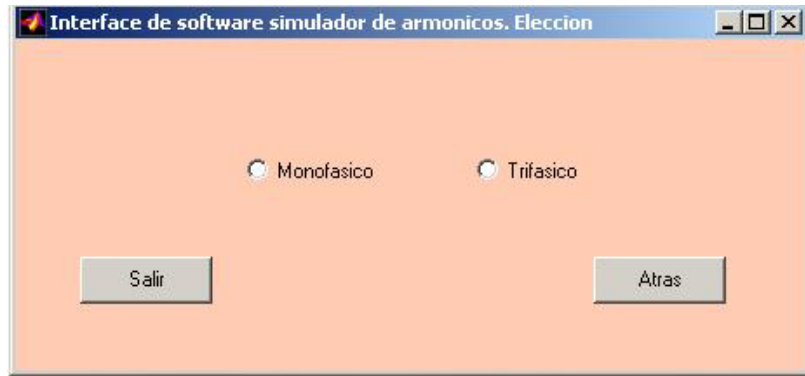 Interface de software simulador de armonicos. Eleccion
Monofasico Trifasico
Salir Atras